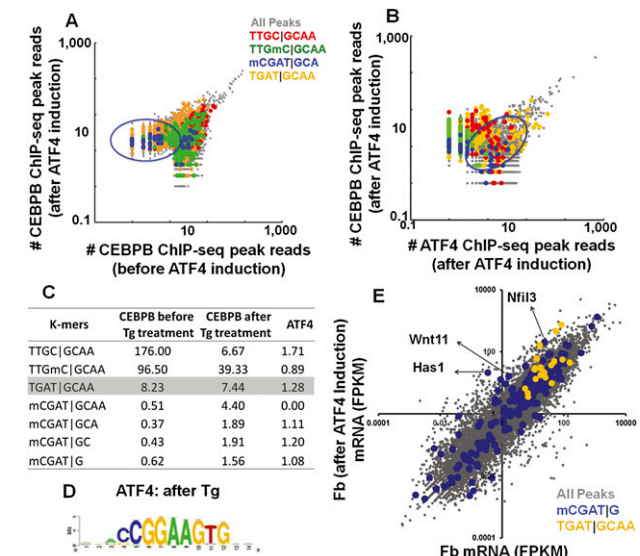 A
All Peaks
TTGC|GCAA
TTGmC|GCAA
mCGAT|GCA
TGAT|GCAA
1,000
10
0.1
10
1,000
# CEBPB ChIP-seq peak reads
(after ATF4 induction)
# CEBPB ChIP-seq peak reads
(before ATF4 induction)
B
1,000
10
0.1
10
1,000
# CEBPB ChIP-seq peak reads
(after ATF4 induction)
# ATF4 ChIP-seq peak reads
(after ATF4 induction)
C
K-mers CEBPB before Tg treatment CEBPB after Tg treatment ATF4
TTGC|GCAA 176.00 6.67 1.71
TTGmC|GCAA 96.50 39.33 0.89
TGAT|GCAA 8.23 7.44 1.28
mCGAT|GCAA 0.51 4.40 0.00
mCGAT|GCA 0.37 1.89 1.11
mCGAT|GC 0.43 1.91 1.20
mCGAT|G 0.62 1.56 1.08
D
ATF4: after Tg
cCGGAAGTG
E
10000
Nfil3
Wnt11
Has1
100
0.0001
100
10000
0.0001
Fb (after ATF4 Induction)
mRNA (FPKM)
All Peaks
mCGAT|G
TGAT|GCAA
Fb mRNA (FPKM)